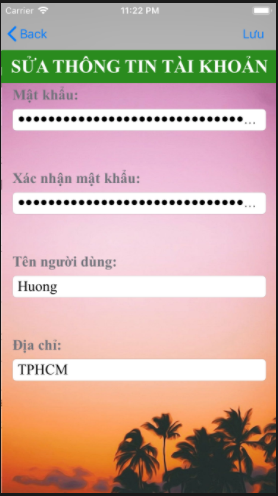 Carrier 11:22 PM
Back Lưu
SỬA THÔNG TIN TÀI KHOẢN
Mật khẩu:
●●●●●●●●●●●●●●●●●●●●●●●●●●●●●●...
Xác nhận mật khẩu:
●●●●●●●●●●●●●●●●●●●●●●●●●●●●●●...
Tên người dùng:
Huong
Địa chỉ:
TPHCM